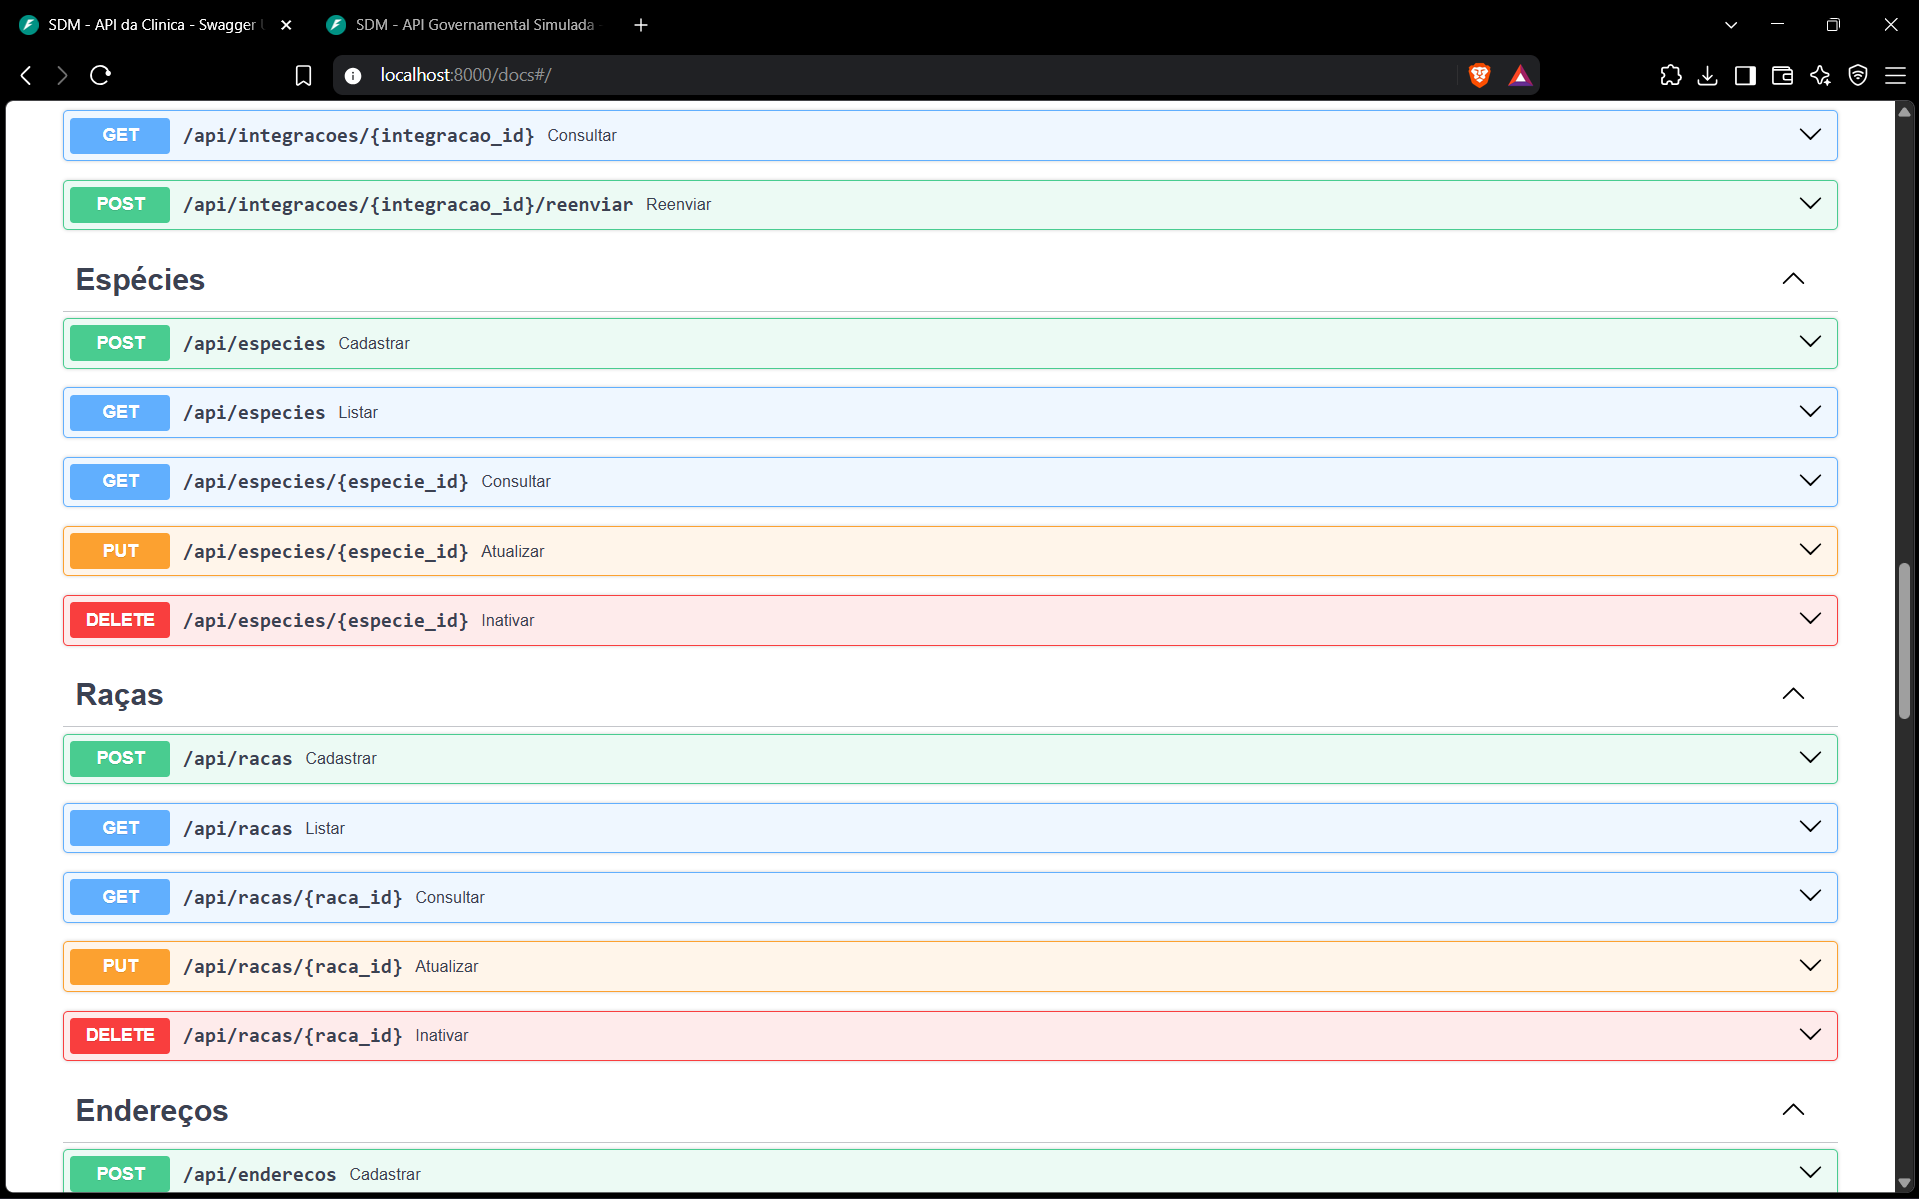 SDM - API da Clinica - Swagger
SDM - API Governamental Simulada
localhost:8000/docs#/
GET /api/integracoes/{integracao_id} Consultar
POST /api/integracoes/{integracao_id}/reenviar Reenviar
Espécies
POST /api/especies Cadastrar
GET /api/especies Listar
GET /api/especies/{especie_id} Consultar
PUT /api/especies/{especie_id} Atualizar
DELETE /api/especies/{especie_id} Inativar
Raças
POST /api/racas Cadastrar
GET /api/racas Listar
GET /api/racas/{raca_id} Consultar
PUT /api/racas/{raca_id} Atualizar
DELETE /api/racas/{raca_id} Inativar
Endereços
POST /api/enderecos Cadastrar